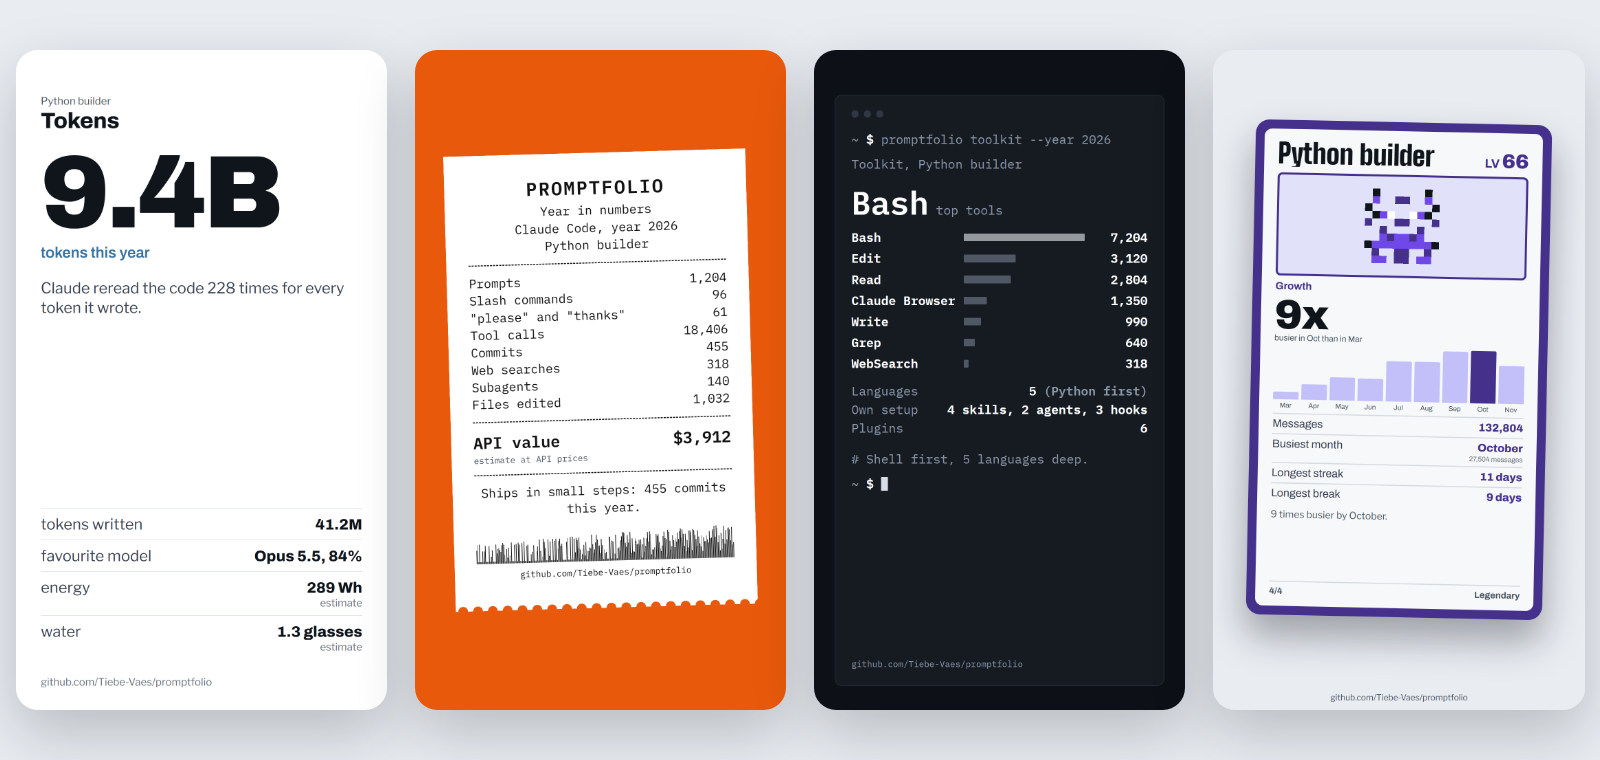 Python builder
Tokens
9.4B
tokens this year
Claude reread the code 228 times for every
token it wrote.
tokens written 41.2M
favourite model Opus 5.5, 84%
energy 289 Wh
estimate
water 1.3 glasses
estimate
github.com/Tiebe-Vaes/promptfolio
PROMPTFOLIO
Year in numbers
Claude Code, year 2026
Python builder
Prompts 1,204
Slash commands 96
"please" and "thanks" 61
Tool calls 18,406
Commits 455
Web searches 318
Subagents 140
Files edited 1,032
API value $3,912
estimate at API prices
Ships in small steps: 455 commits
this year.
github.com/Tiebe-Vaes/promptfolio
~ $ promptfolio toolkit --year 2026
Toolkit, Python builder
Bash top tools
Bash 7,204
Edit 3,120
Read 2,804
Claude Browser 1,350
Write 990
Grep 640
WebSearch 318
Languages 5 (Python first)
Own setup 4 skills, 2 agents, 3 hooks
Plugins 6
# Shell first, 5 languages deep.
~ $
github.com/Tiebe-Vaes/promptfolio
Python builder LV 66
Growth
9x
busier in Oct than in Mar
Mar Apr May Jun Jul Aug Sep Oct Nov
Messages 132,804
Busiest month October
27,504 messages
Longest streak 11 days
Longest break 9 days
9 times busier by October.
4/4 Legendary
github.com/Tiebe-Vaes/promptfolio